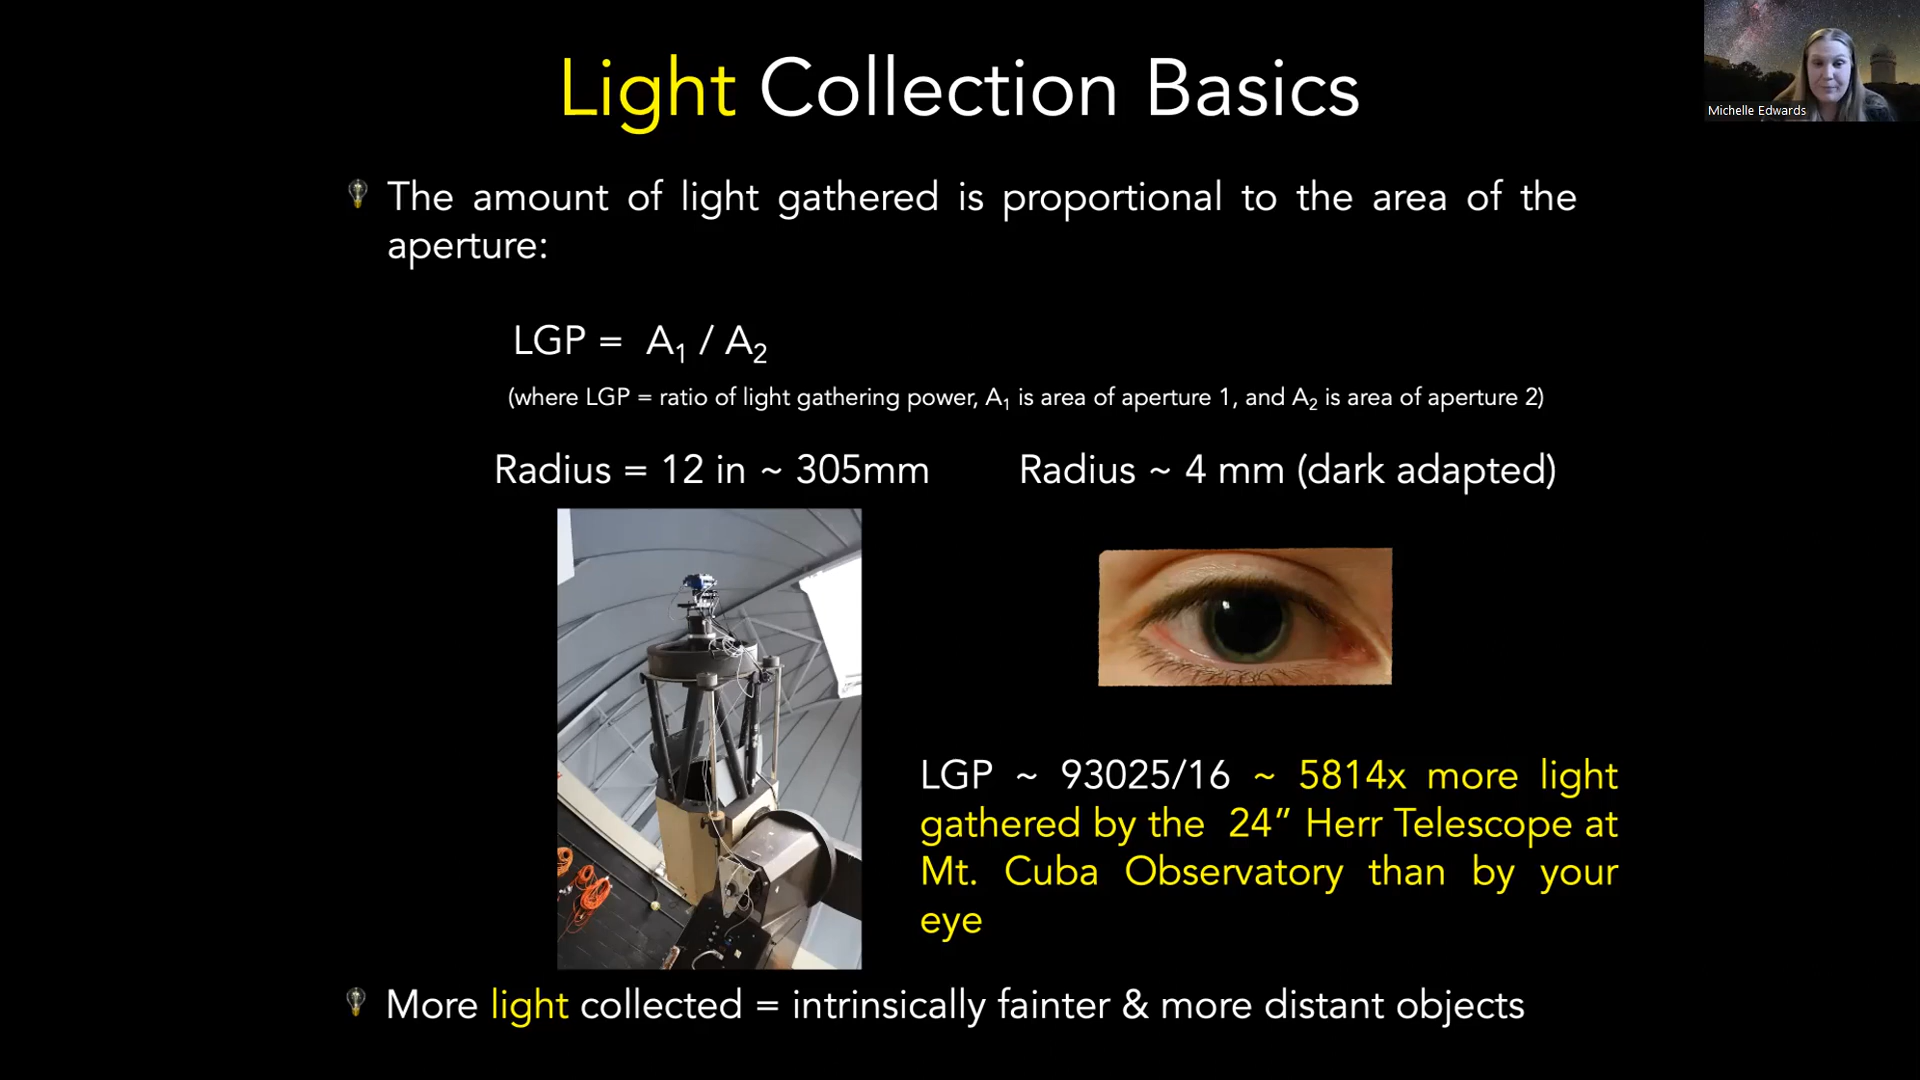 Light Collection Basics
Michelle Edwards
The amount of light gathered is proportional to the area of the
aperture:
LGP = A₁ / A₂
(where LGP = ratio of light gathering power, A₁ is area of aperture 1, and A₂ is area of aperture 2)
Radius = 12 in ~ 305mm
Radius ~ 4 mm (dark adapted)
LGP ~ 93025/16 ~ 5814x more light
gathered by the 24” Herr Telescope at
Mt. Cuba Observatory than by your
eye
More light collected = intrinsically fainter & more distant objects